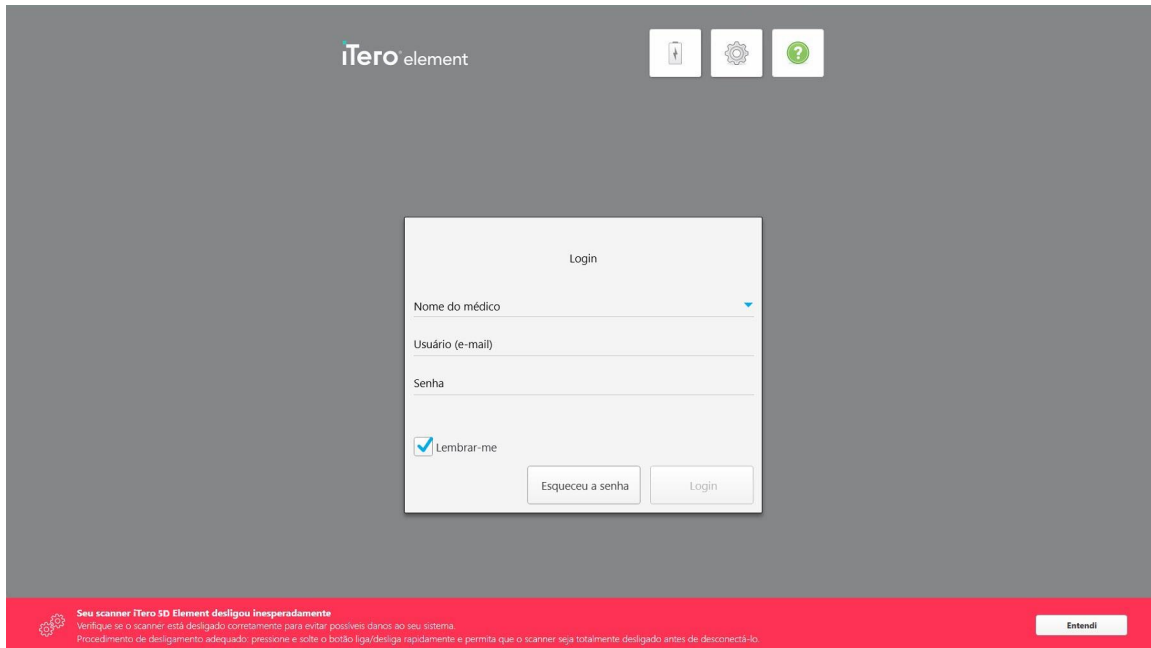 iTero element
Login
Nome do médico
Usuário (e-mail)
Senha
Lembrar-me
Esqueceu a senha
Login
Seu scanner iTero 5D Element desligou inesperadamente
Verifique se o scanner está desligado corretamente para evitar possíveis danos ao seu sistema.
Procedimento de desligamento adequado: pressione e solte o botão liga/desliga rapidamente e permita que o scanner seja totalmente desligado antes de desconectá-lo.
Entendi